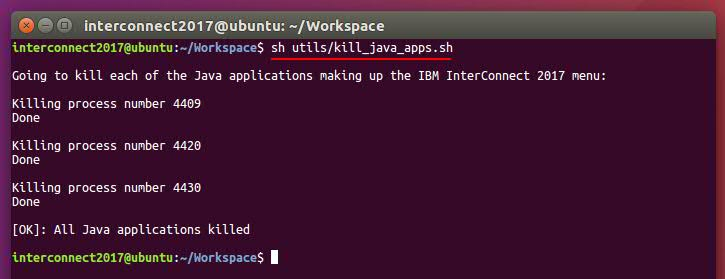 interconnect2017@ubuntu: ~/Workspace
interconnect2017@ubuntu:~/Workspace$ sh utils/kill_java_apps.sh
Going to kill each of the Java applications making up the IBM InterConnect 2017 menu:
Killing process number 4409
Done
Killing process number 4420
Done
Killing process number 4430
Done
[OK]: All Java applications killed
interconnect2017@ubuntu:~/Workspace$